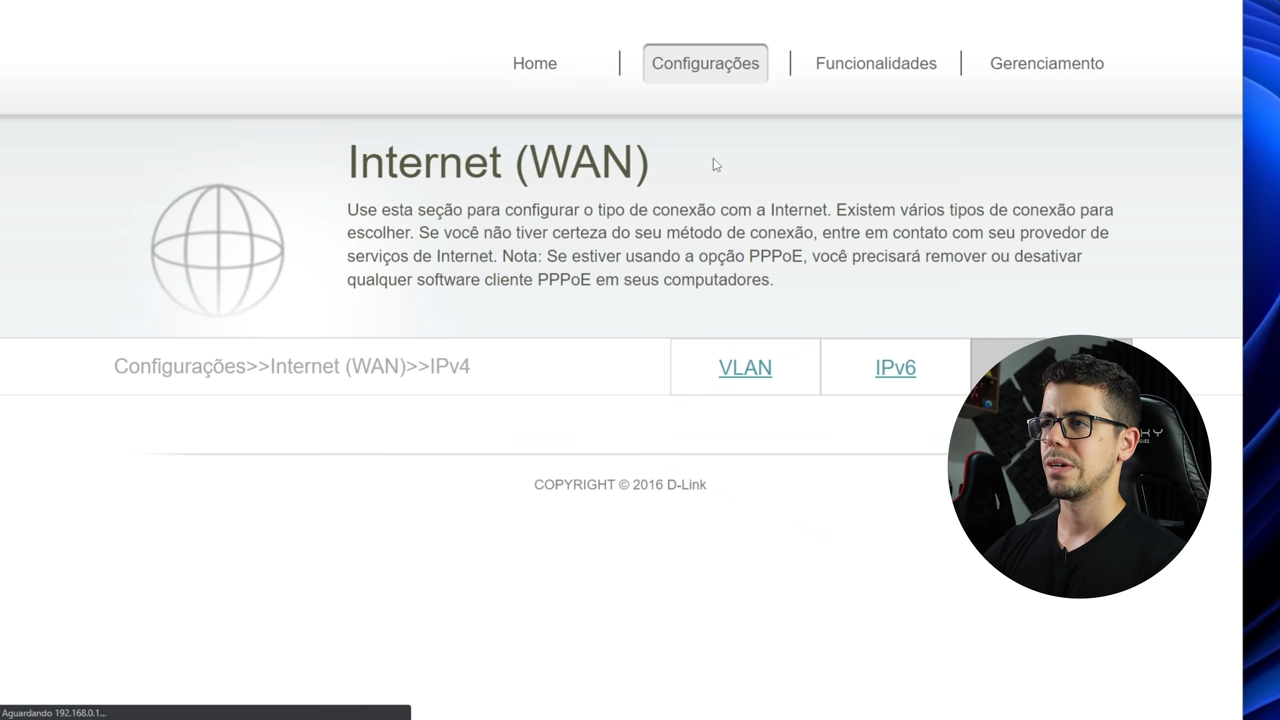 Home
Configurações
Funcionalidades
Gerenciamento
Internet (WAN)
Use esta seção para configurar o tipo de conexão com a Internet. Existem vários tipos de conexão para
escolher. Se você não tiver certeza do seu método de conexão, entre em contato com seu provedor de
serviços de Internet. Nota: Se estiver usando a opção PPPoE, você precisará remover ou desativar
qualquer software cliente PPPoE em seus computadores.
Configurações>>Internet (WAN)>>IPv4
VLAN
IPv6
COPYRIGHT © 2016 D-Link
Aguardando 192.168.0.1...